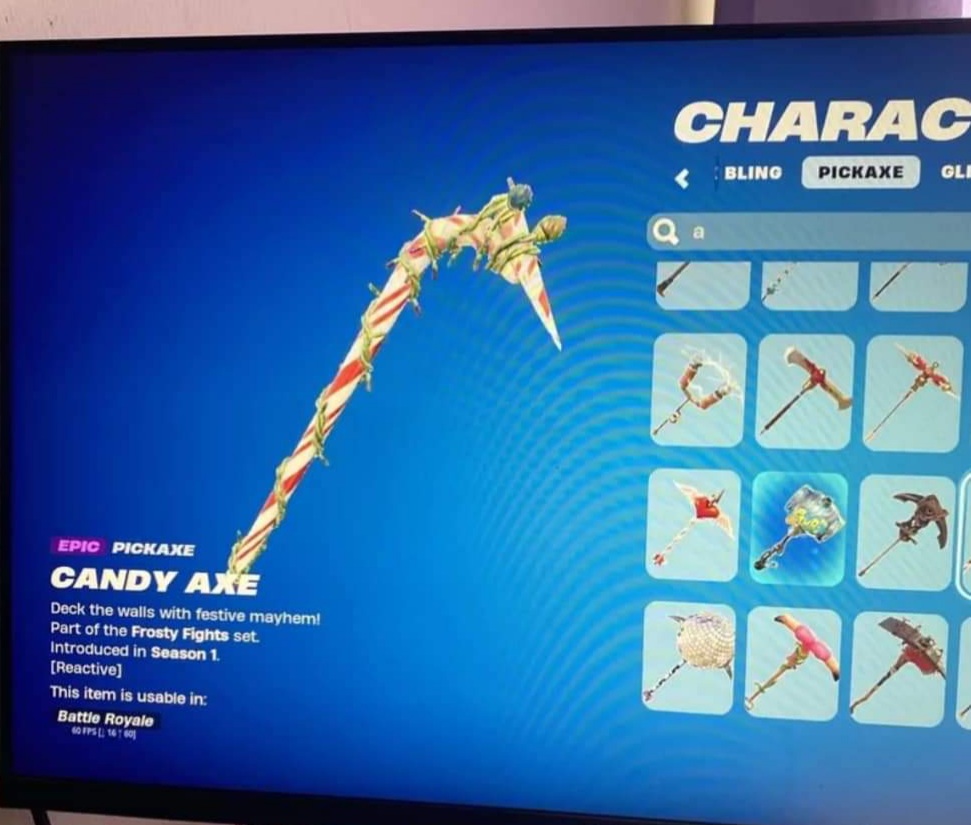 CHARAC
BLING
PICKAXE
GLI
a
EPIC PICKAXE
CANDY AXE
Deck the walls with festive mayhem!
Part of the Frosty Fights set.
Introduced in Season 1.
[Reactive]
This item is usable in:
Battle Royale